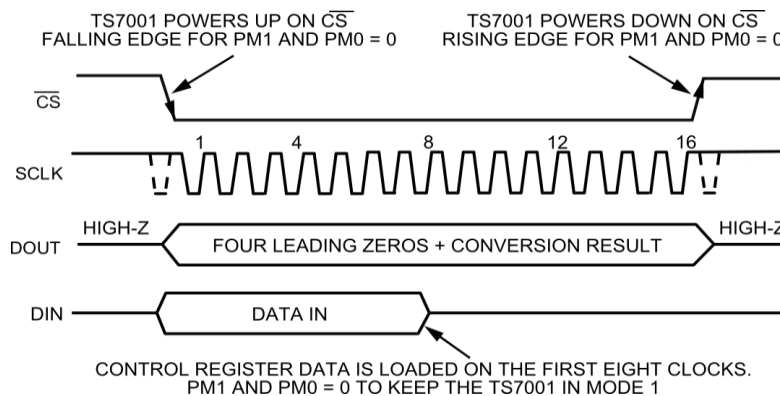 TS7001 POWERS UP ON CS
FALLING EDGE FOR PM1 AND PM0 = 0
TS7001 POWERS DOWN ON CS
RISING EDGE FOR PM1 AND PM0 = 0
CS
1 4 8 12 16
SCLK
HIGH-Z
HIGH-Z
DOUT
FOUR LEADING ZEROS + CONVERSION RESULT
DIN
DATA IN
CONTROL REGISTER DATA IS LOADED ON THE FIRST EIGHT CLOCKS.
PM1 AND PM0 = 0 TO KEEP THE TS7001 IN MODE 1